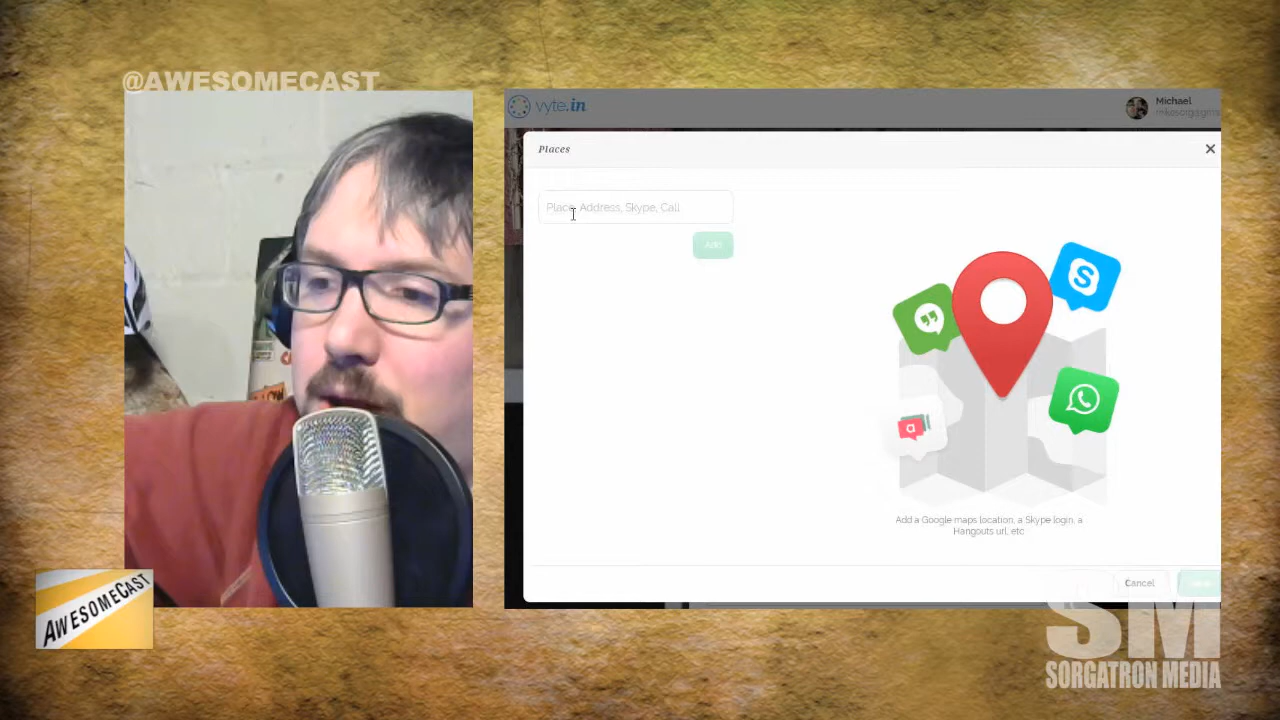 @AWESOMECAST
vyte.in
Michael
Places
Place, Address, Skype, Call
Add
Add a Google maps location, a Skype login, a
Hangouts url, etc
Cancel
AWESOMECAST
SM
SORGATRON MEDIA